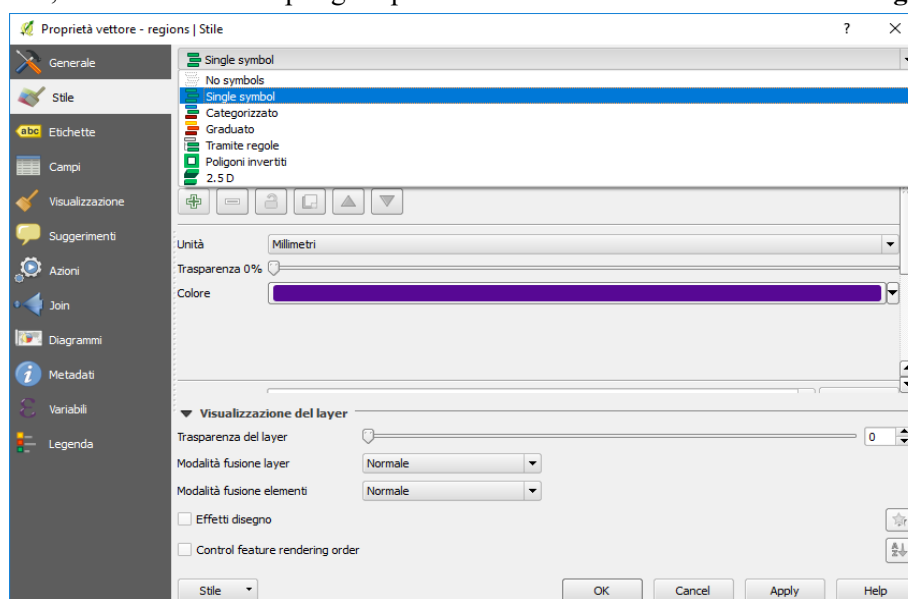 Proprietà vettore - regions | Stile ? ×
Generale
Stile
abc Etichette
Campi
Visualizzazione
Suggerimenti
Azioni
Join
Diagrammi
Metadati
Variabili
Legenda
Single symbol
No symbols
Single symbol
Categorizzato
Graduato
Tramite regole
Poligoni invertiti
2.5 D
Unità Millimetri
Trasparenza 0%
Colore
Visualizzazione del layer
Trasparenza del layer 0
Modalità fusione layer Normale
Modalità fusione elementi Normale
Effetti disegno
Control feature rendering order
Stile OK Cancel Apply Help